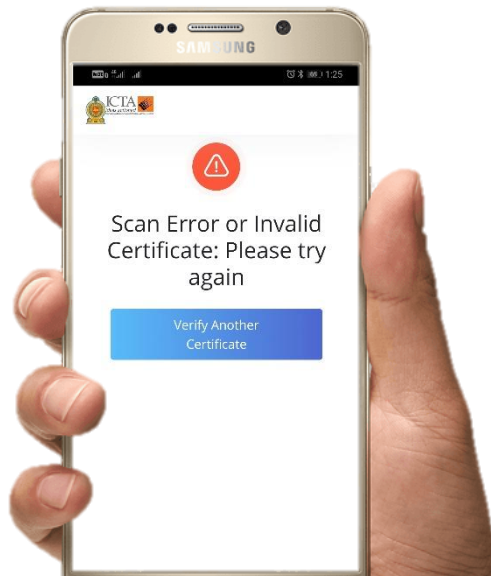 SAMSUNG
1:25
ICTA
Scan Error or Invalid
Certificate: Please try
again
Verify Another
Certificate